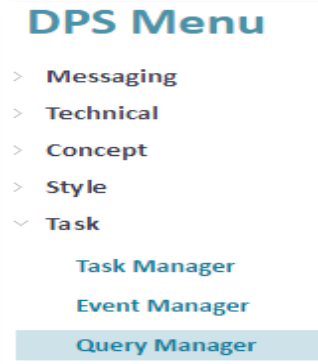 DPS Menu
Messaging
Technical
Concept
Style
Task
Task Manager
Event Manager
Query Manager